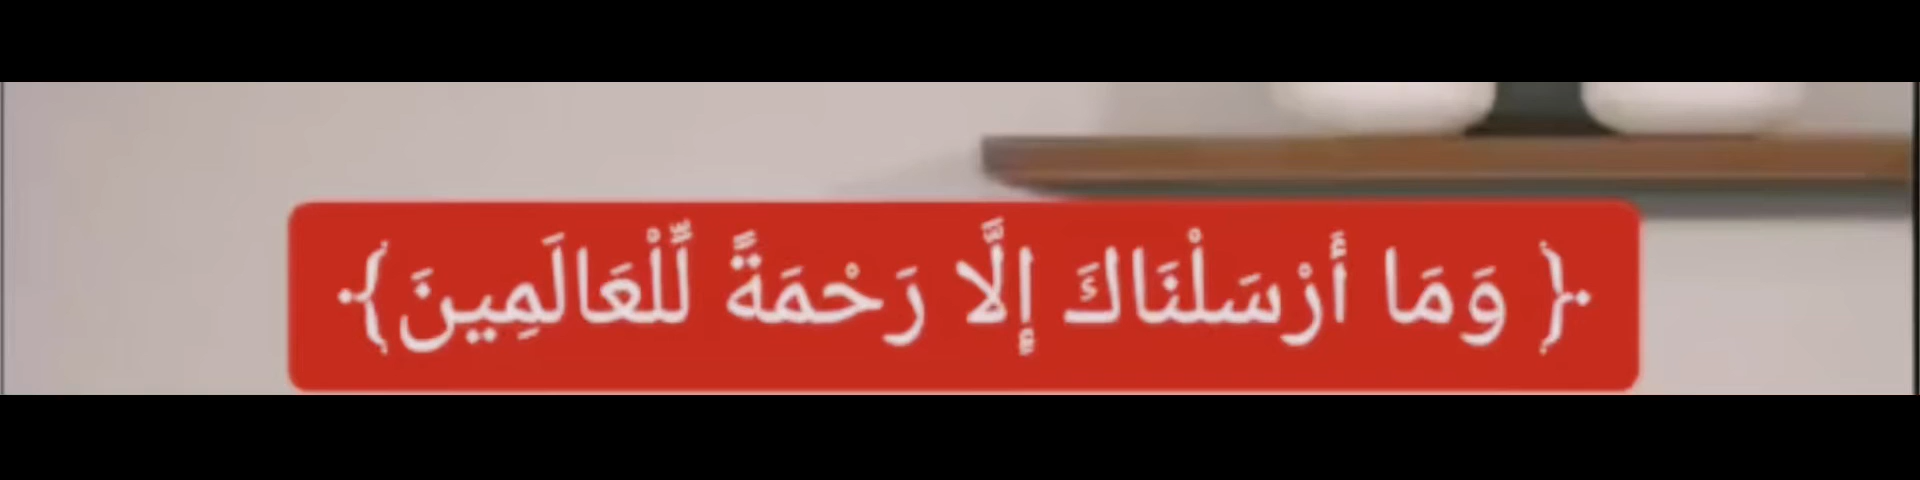 { وَمَا أَرْسَلْنَاكَ إِلَّا رَحْمَةً لِّلْعَالَمِينَ}